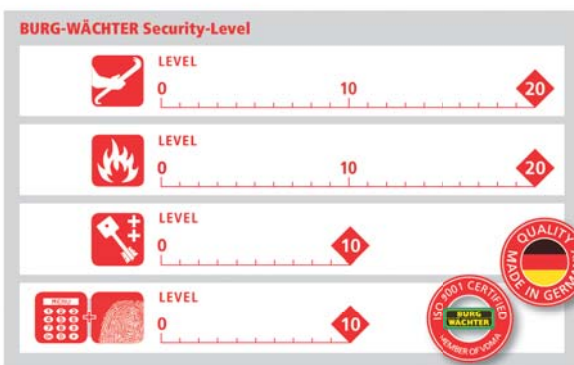 BURG-WÄCHTER Security-Level
LEVEL
0 10 20
LEVEL
0 10 20
LEVEL
0 10
LEVEL
0 10
MENU
QUALITY
MADE IN GERMANY
ISO 9001 CERTIFIED
BURG
WÄCHTER
MEMBER OF VDMA